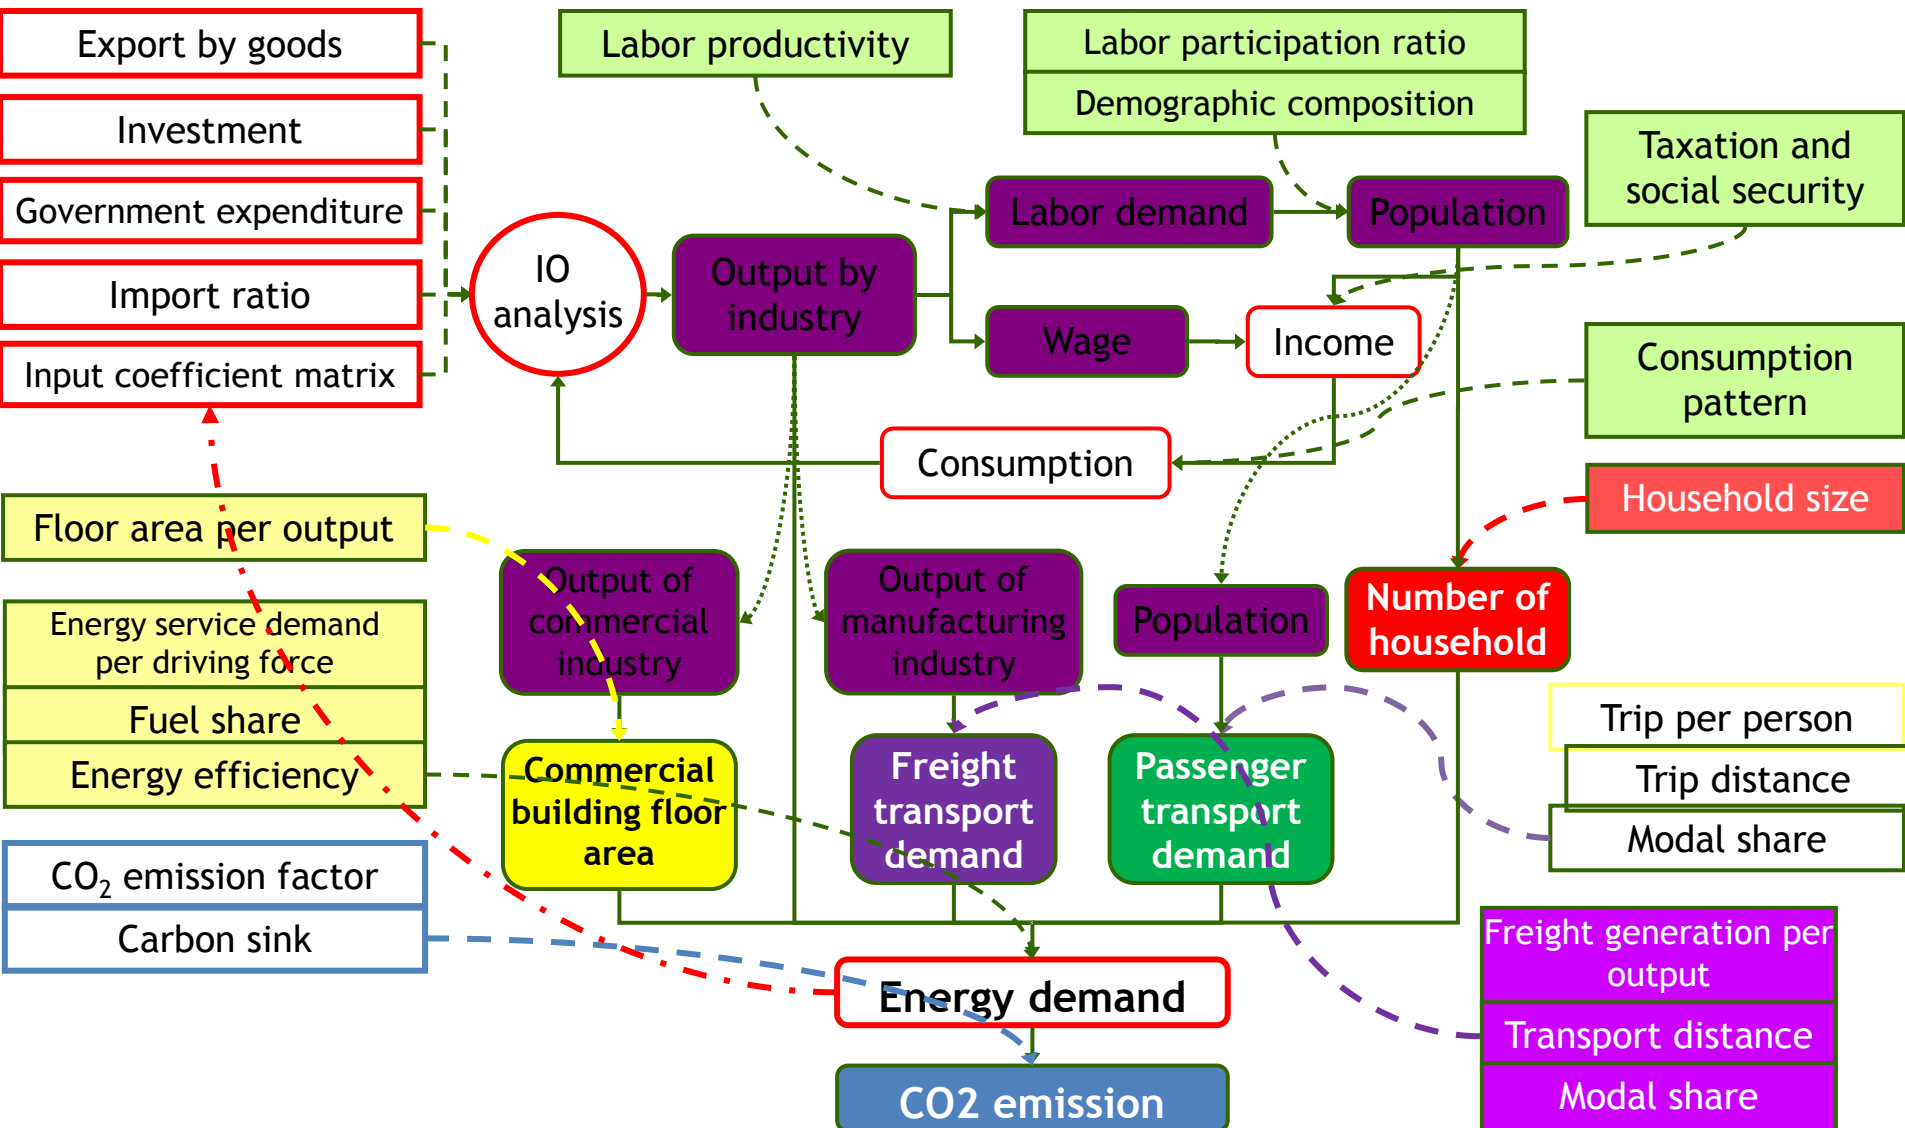 Export by goods
Investment
Government expenditure
Import ratio
Input coefficient matrix
Labor productivity
Labor participation ratio
Demographic composition
Taxation and
social security
IO
analysis
Output by
industry
Labor demand
Population
Wage
Income
Consumption
pattern
Consumption
Household size
Floor area per output
Energy service demand
per driving force
Fuel share
Energy efficiency
CO₂ emission factor
Carbon sink
Output of
commercial
industry
Output of
manufacturing
industry
Population
Number of
household
Commercial
building floor
area
Freight
transport
demand
Passenger
transport
demand
Trip per person
Trip distance
Modal share
Freight generation per
output
Transport distance
Modal share
Energy demand
CO2 emission